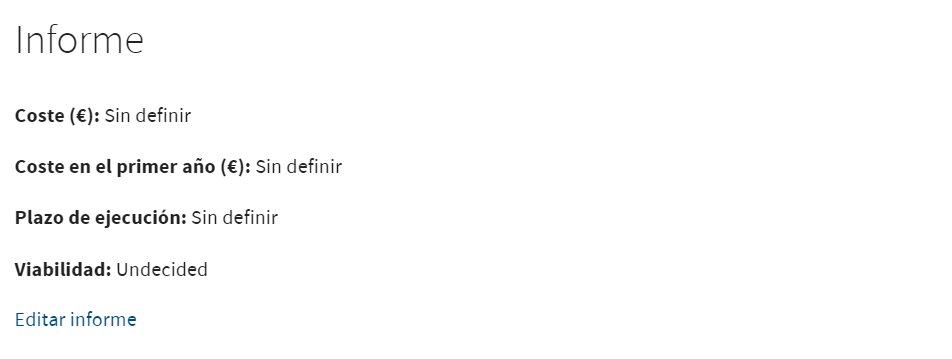 Informe
Coste (€): Sin definir
Coste en el primer año (€): Sin definir
Plazo de ejecución: Sin definir
Viabilidad: Undecided
Editar informe